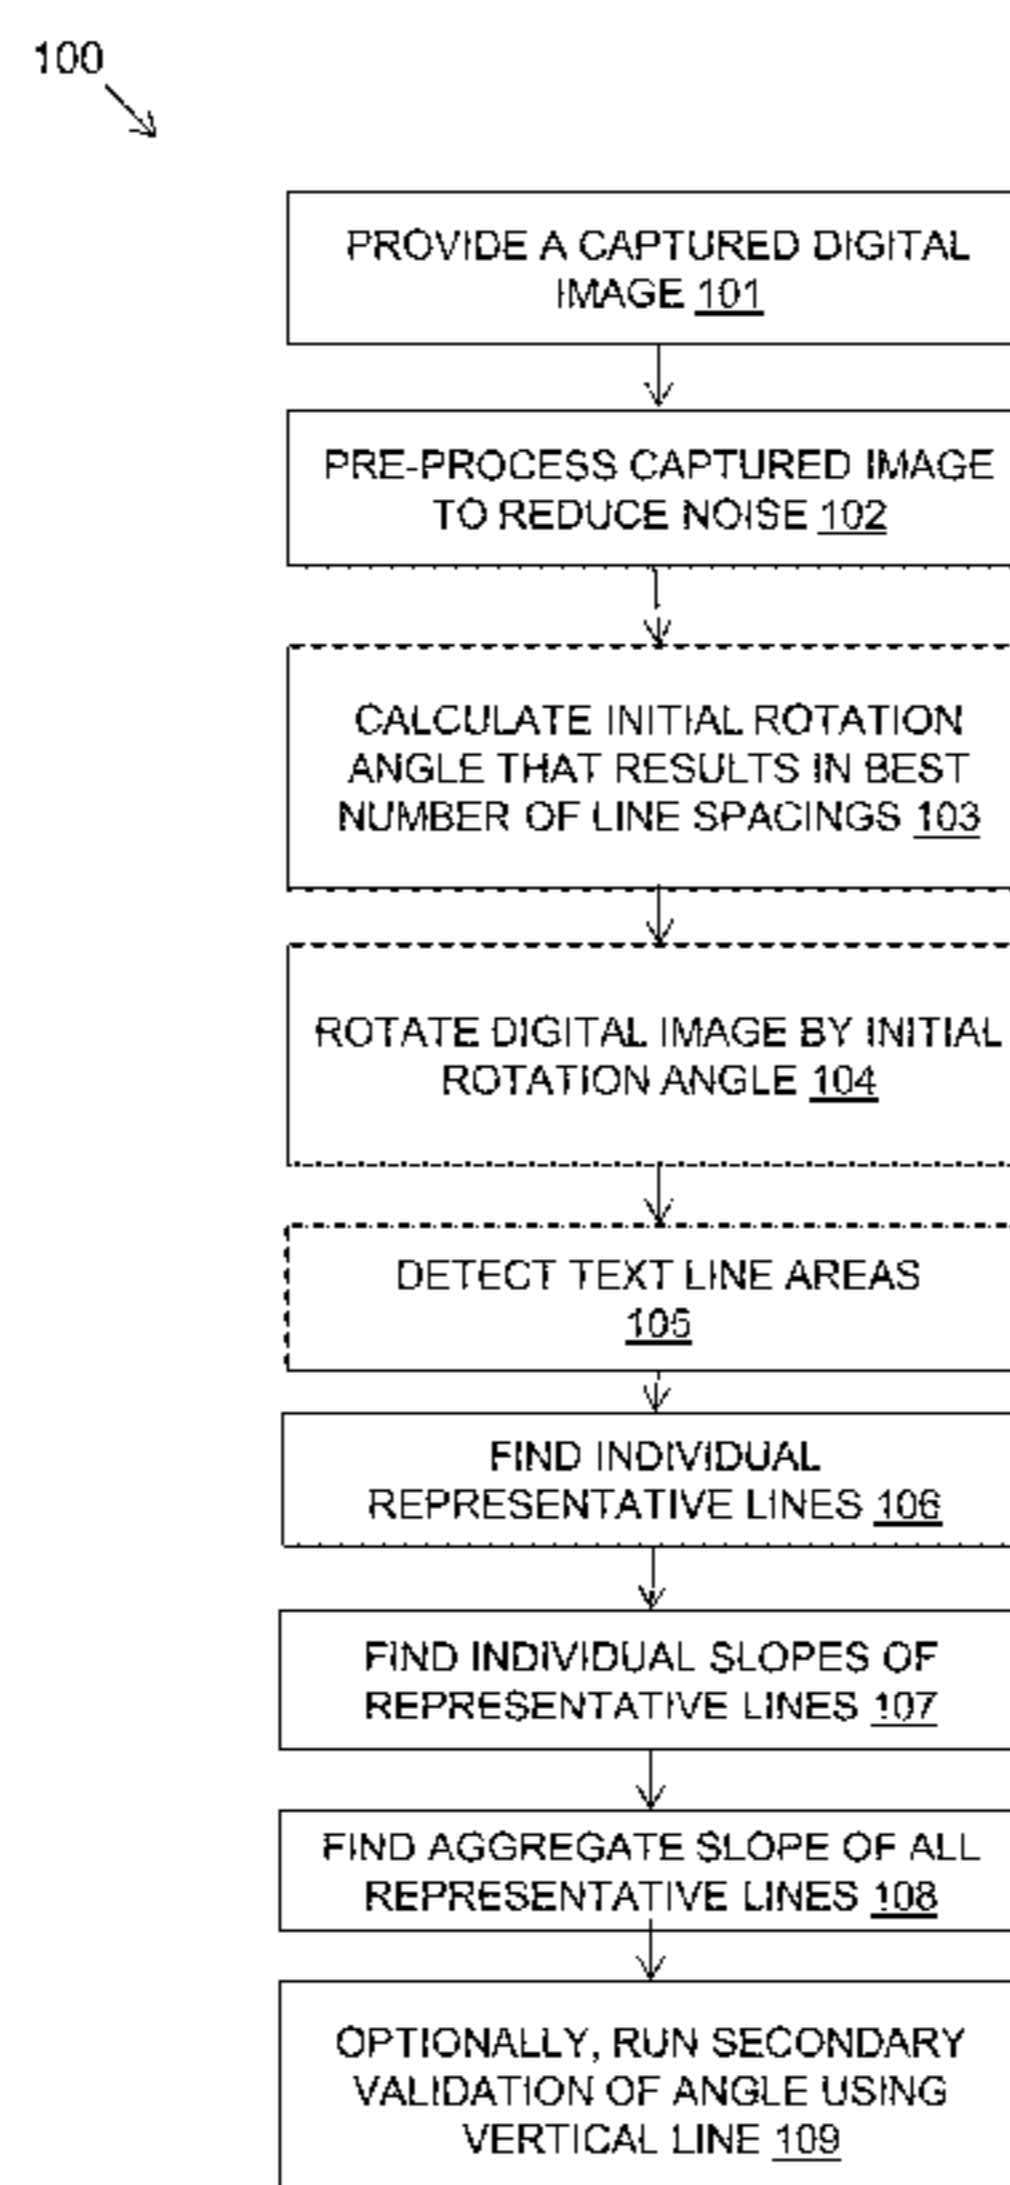 100
PROVIDE A CAPTURED DIGITAL
IMAGE 101
PRE-PROCESS CAPTURED IMAGE
TO REDUCE NOISE 102
CALCULATE INITIAL ROTATION
ANGLE THAT RESULTS IN BEST
NUMBER OF LINE SPACINGS 103
ROTATE DIGITAL IMAGE BY INITIAL
ROTATION ANGLE 104
DETECT TEXT LINE AREAS
105
FIND INDIVIDUAL
REPRESENTATIVE LINES 106
FIND INDIVIDUAL SLOPES OF
REPRESENTATIVE LINES 107
FIND AGGREGATE SLOPE OF ALL
REPRESENTATIVE LINES 108
OPTIONALLY, RUN SECONDARY
VALIDATION OF ANGLE USING
VERTICAL LINE 109